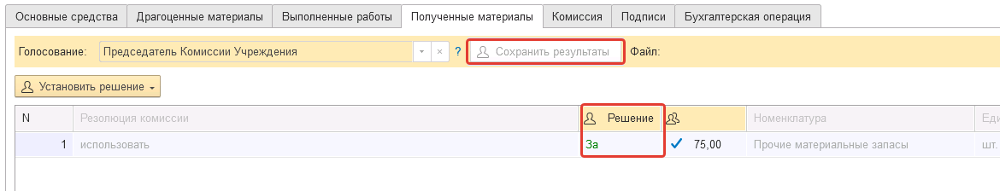 Основные средства Драгоценные материалы Выполненные работы Полученные материалы Комиссия Подписи Бухгалтерская операция
Голосование: Председатель Комиссии Учреждения ? Сохранить результаты Файл:
Установить решение
N Резолюция комиссии Решение Номенклатура Еди
1 использовать За 75,00 Прочие материальные запасы шт.